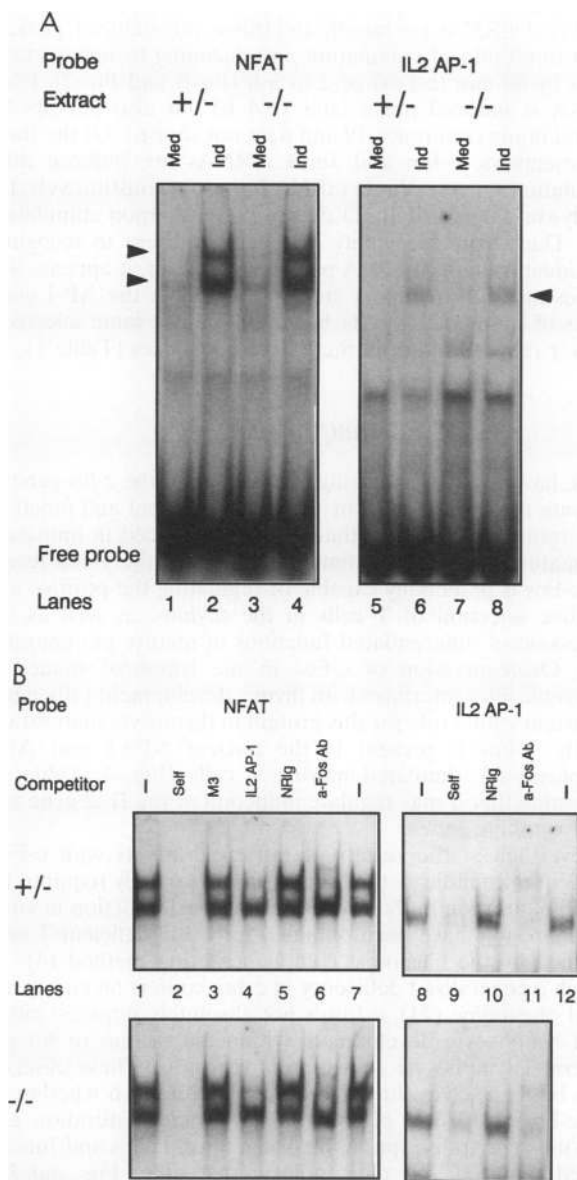 A
Probe NFAT IL2 AP-1
Extract +/- -/- +/- -/-
Med Ind Med Ind Med Ind Med Ind
Free probe
Lanes 1 2 3 4 5 6 7 8
B
Probe NFAT IL2 AP-1
Competitor – Self IL2 AP-1 NRIg a-Fos Ab – – Self NRIg a-Fos Ab –
+/-
Lanes 1 2 3 4 5 6 7 8 9 10 11 12
-/-